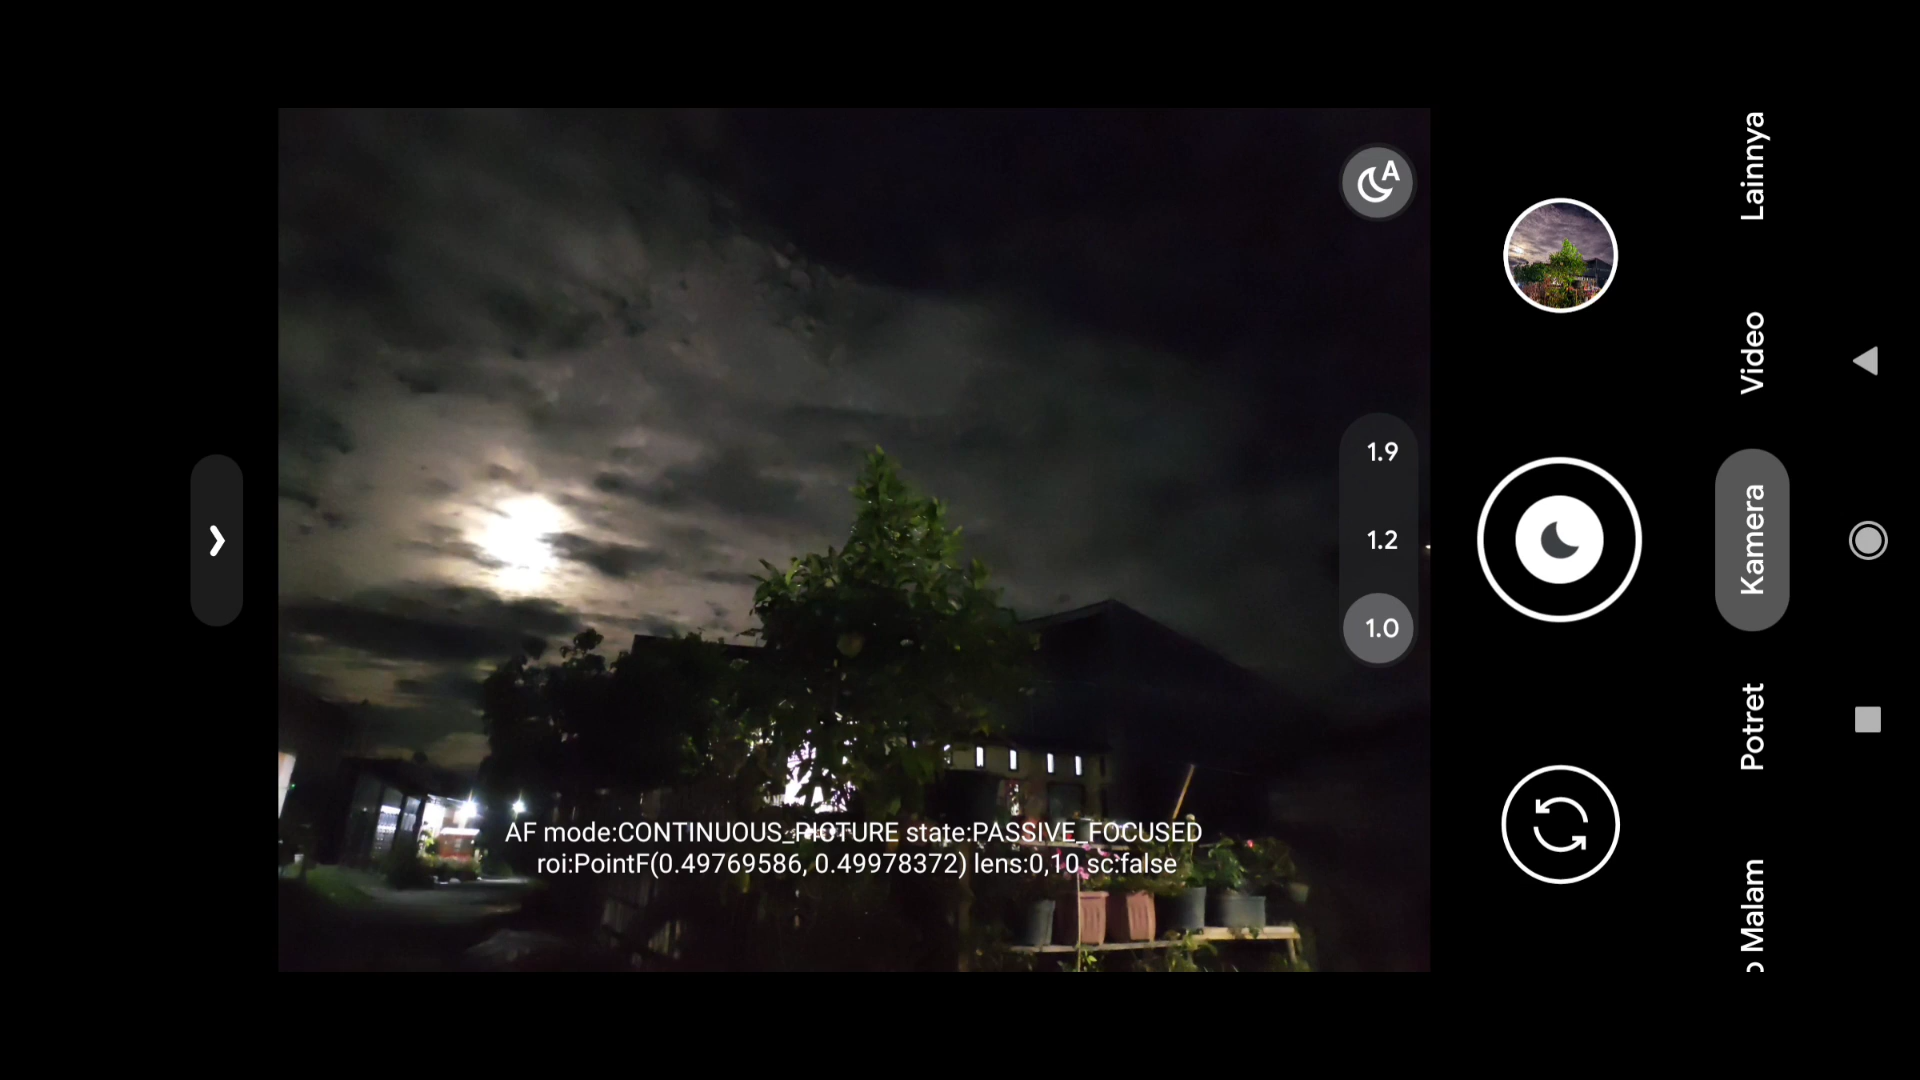 A
1.9
1.2
1.0
AF mode:CONTINUOUS_PICTURE state:PASSIVE_FOCUSED
roi:PointF(0.49769586, 0.49978372) lens:0,10 sc:false
Lainnya
Video
Kamera
Potret
o Malam